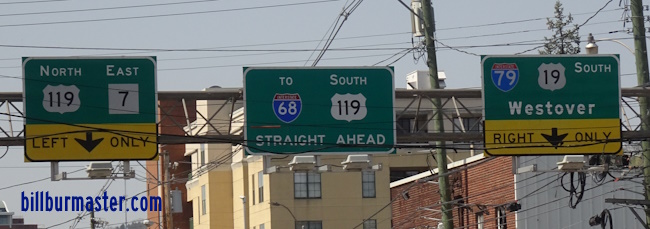 NORTH EAST
119 7
LEFT ONLY
TO SOUTH
68 119
STRAIGHT AHEAD
79 19 SOUTH
Westover
RIGHT ONLY
billburmaster.com